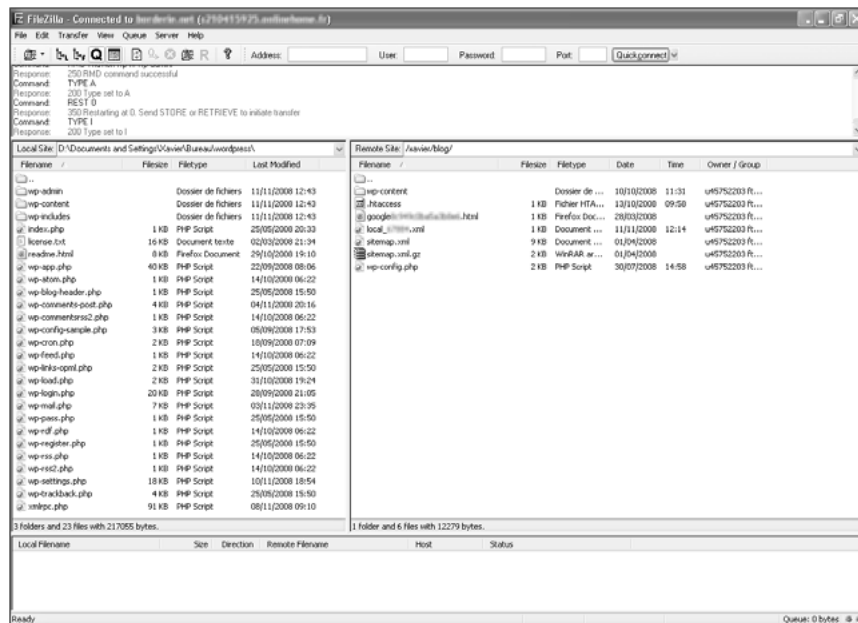 FileZilla - Connected to
File Edit Transfer View Queue Server Help
Address: User: Password: Port: Quickconnect
Response: 250 RMD command successful
Command: TYPE A
Response: 200 Type set to A
Command: REST 0
Response: 350 Restarting at 0. Send STORE or RETRIEVE to initiate transfer
Command: TYPE I
Response: 200 Type set to I
Local Site: D:\Documents and Settings\Xavier\Bureau\wordpress\ Remote Site: /xavier/blog/
Filename / Filesize Filetype Last Modified Filename / Filesize Filetype Date Time Owner / Group
.. ..
wp-admin Dossier de fichiers 11/11/2008 12:43 wp-content Dossier de ... 10/10/2008 11:31 u45752203 ft...
wp-content Dossier de fichiers 11/11/2008 12:43 .htaccess 1 KB Fichier HTA... 13/10/2008 09:58 u45752203 ft...
wp-includes Dossier de fichiers 11/11/2008 12:43 google .html 1 KB Firefox Doc... 28/03/2008 u45752203 ft...
index.php 1 KB PHP Script 25/05/2008 20:33 local_ .xml 1 KB Document ... 11/11/2008 12:14 u45752203 ft...
license.txt 16 KB Document texte 02/03/2008 21:34 sitemap.xml 9 KB Document ... 01/04/2008 u45752203 ft...
readme.html 8 KB Firefox Document 29/10/2008 19:10 sitemap.xml.gz 2 KB WinRAR ar... 01/04/2008 u45752203 ft...
wp-app.php 40 KB PHP Script 22/09/2008 08:06 wp-config.php 2 KB PHP Script 30/07/2008 14:58 u45752203 ft...
wp-atom.php 1 KB PHP Script 14/10/2008 06:22
wp-blog-header.php 1 KB PHP Script 25/05/2008 15:50
wp-comments-post.php 4 KB PHP Script 04/11/2008 20:16
wp-commentsrss2.php 1 KB PHP Script 14/10/2008 06:22
wp-config-sample.php 3 KB PHP Script 05/09/2008 17:53
wp-cron.php 2 KB PHP Script 18/09/2008 07:09
wp-feed.php 1 KB PHP Script 14/10/2008 06:22
wp-links-opml.php 2 KB PHP Script 25/05/2008 15:50
wp-load.php 2 KB PHP Script 31/10/2008 19:24
wp-login.php 20 KB PHP Script 28/09/2008 21:05
wp-mail.php 7 KB PHP Script 03/11/2008 23:35
wp-pass.php 1 KB PHP Script 25/05/2008 15:50
wp-rdf.php 1 KB PHP Script 14/10/2008 06:22
wp-register.php 1 KB PHP Script 25/05/2008 15:50
wp-rss.php 1 KB PHP Script 14/10/2008 06:22
wp-rss2.php 1 KB PHP Script 14/10/2008 06:22
wp-settings.php 18 KB PHP Script 10/11/2008 18:54
wp-trackback.php 4 KB PHP Script 25/05/2008 15:50
xmlrpc.php 91 KB PHP Script 08/11/2008 09:10
3 folders and 23 files with 217055 bytes. 1 folder and 6 files with 12279 bytes.
Local Filename Size Direction Remote Filename Host Status
Ready Queue: 0 bytes